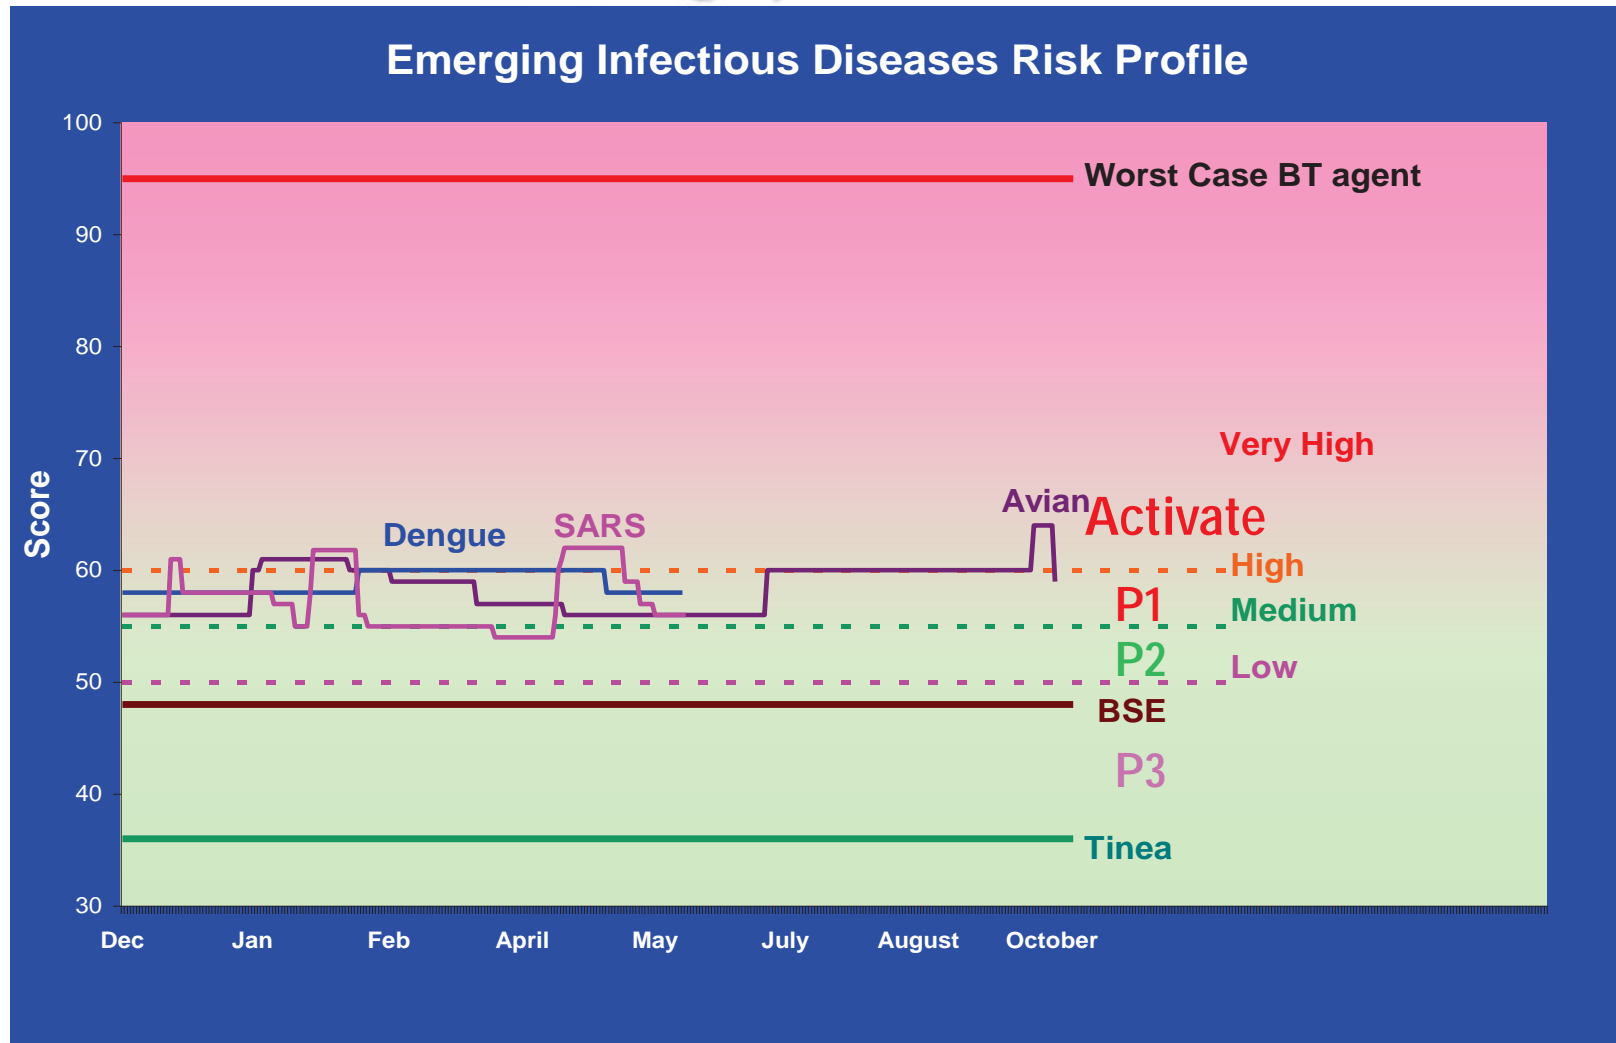 Emerging Infectious Diseases Risk Profile
100
Worst Case BT agent
90
80
Very High
70
Score
Avian
Activate
SARS
Dengue
60
High
P1
Medium
P2
Low
50
BSE
P3
40
Tinea
30
Dec Jan Feb April May July August October